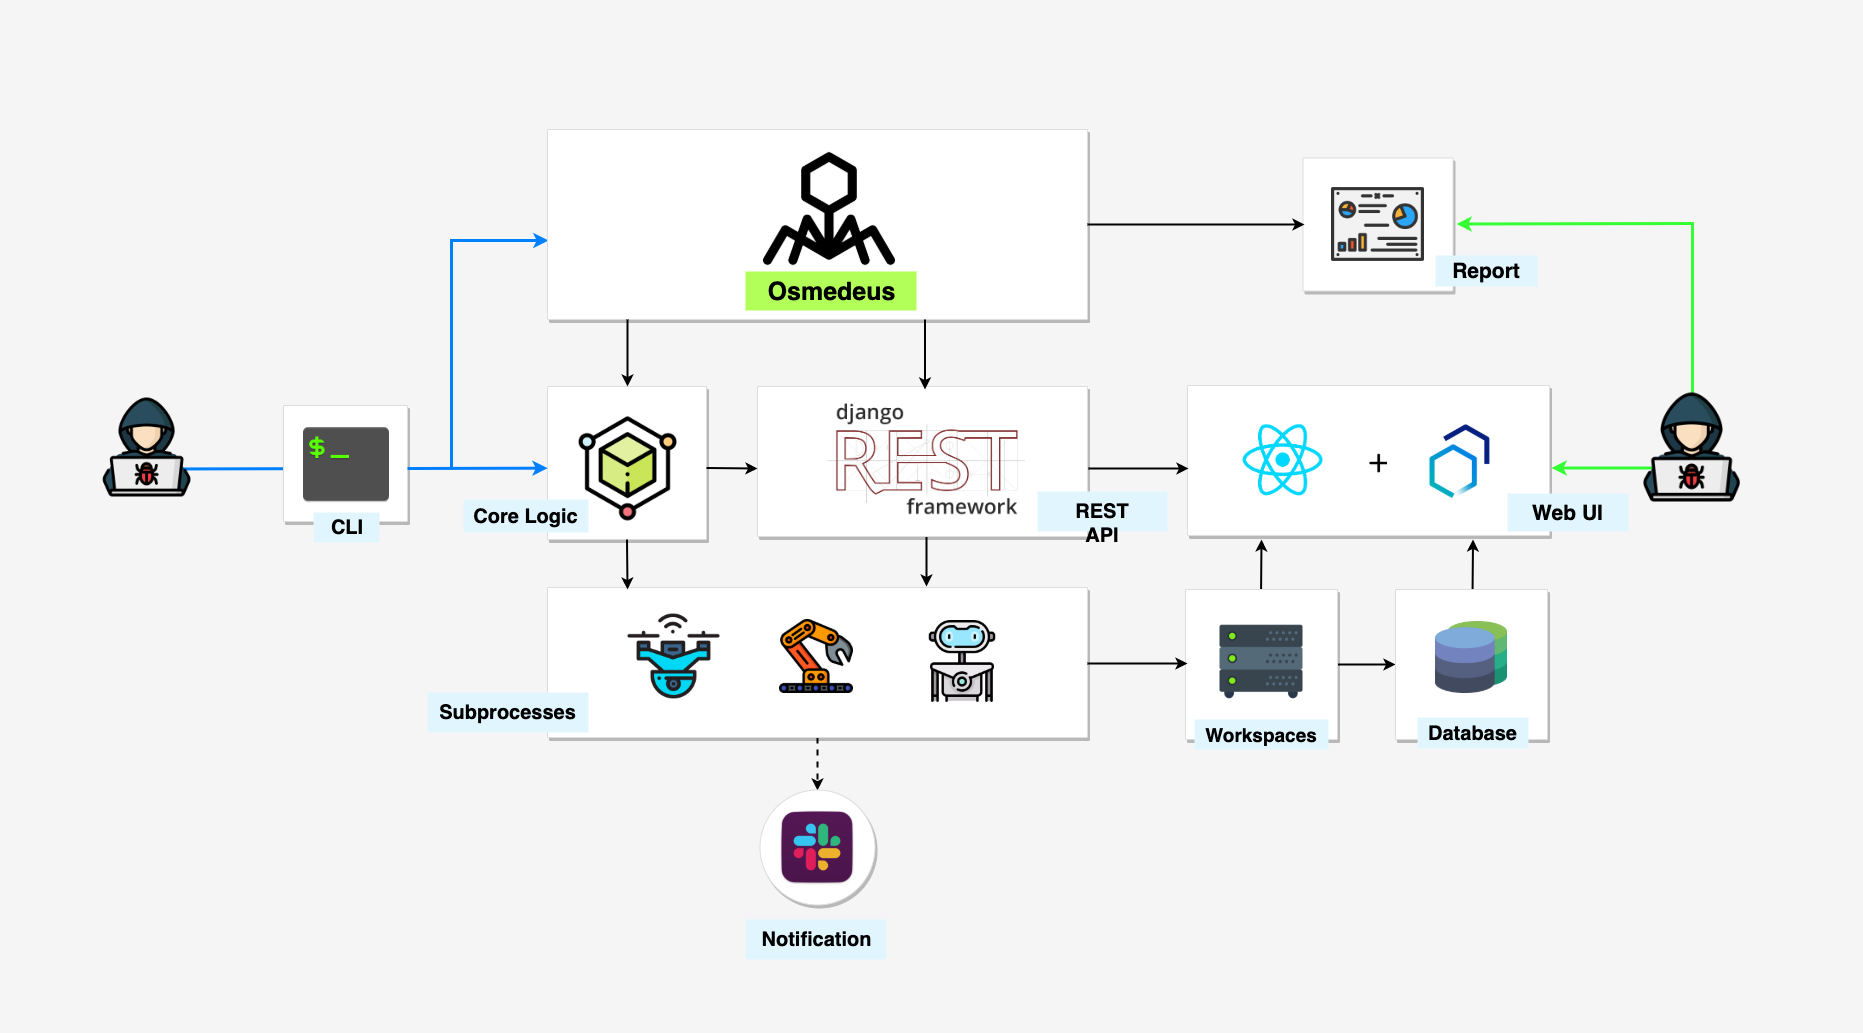 Osmedeus
Report
$ _
CLI
Core Logic
django
REST
framework
REST
API
+
Web UI
Subprocesses
Workspaces
Database
Notification